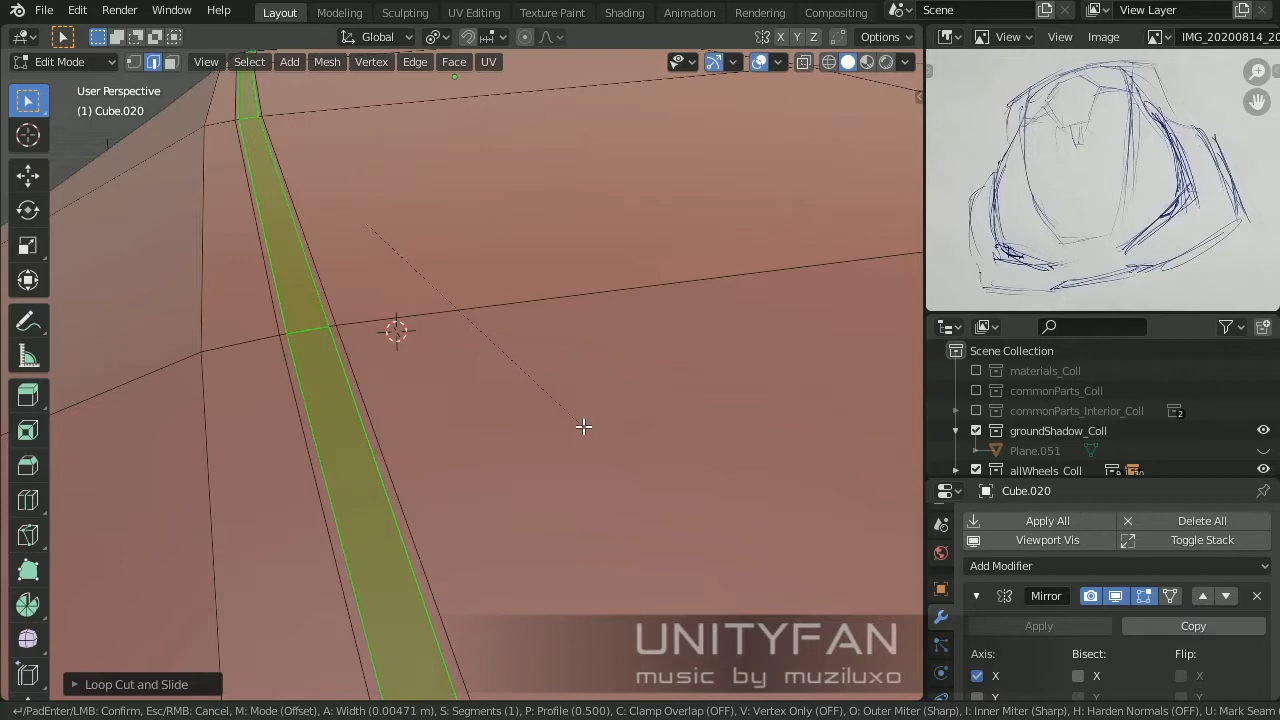 File Edit Render Window Help
Layout Modeling Sculpting UV Editing Texture Paint Shading Animation Rendering Compositing
Scene View Layer
Global X Y Z Options
View Image IMG_20200814_20
Edit Mode View Select Add Mesh Vertex Edge Face UV
User Perspective
(1) Cube.020
Scene Collection
materials_Coll
commonParts_Coll
commonParts_Interior_Coll 2
groundShadow_Coll
Plane.051
allWheels_Coll
Cube.020
Apply All Delete All
Viewport Vis Toggle Stack
Add Modifier
Mirror
Apply Copy
Axis: Bisect: Flip:
X X X
UNITYFAN
music by muziluxo
Loop Cut and Slide
↵/PadEnter/LMB: Confirm, Esc/RMB: Cancel, M: Mode (Offset), A: Width (0.00471 m), S: Segments (1), P: Profile (0.500), C: Clamp Overlap (OFF), V: Vertex Only (OFF), O: Outer Miter (Sharp), I: Inner Miter (Sharp), H: Harden Normals (OFF), U: Mark Seam (O